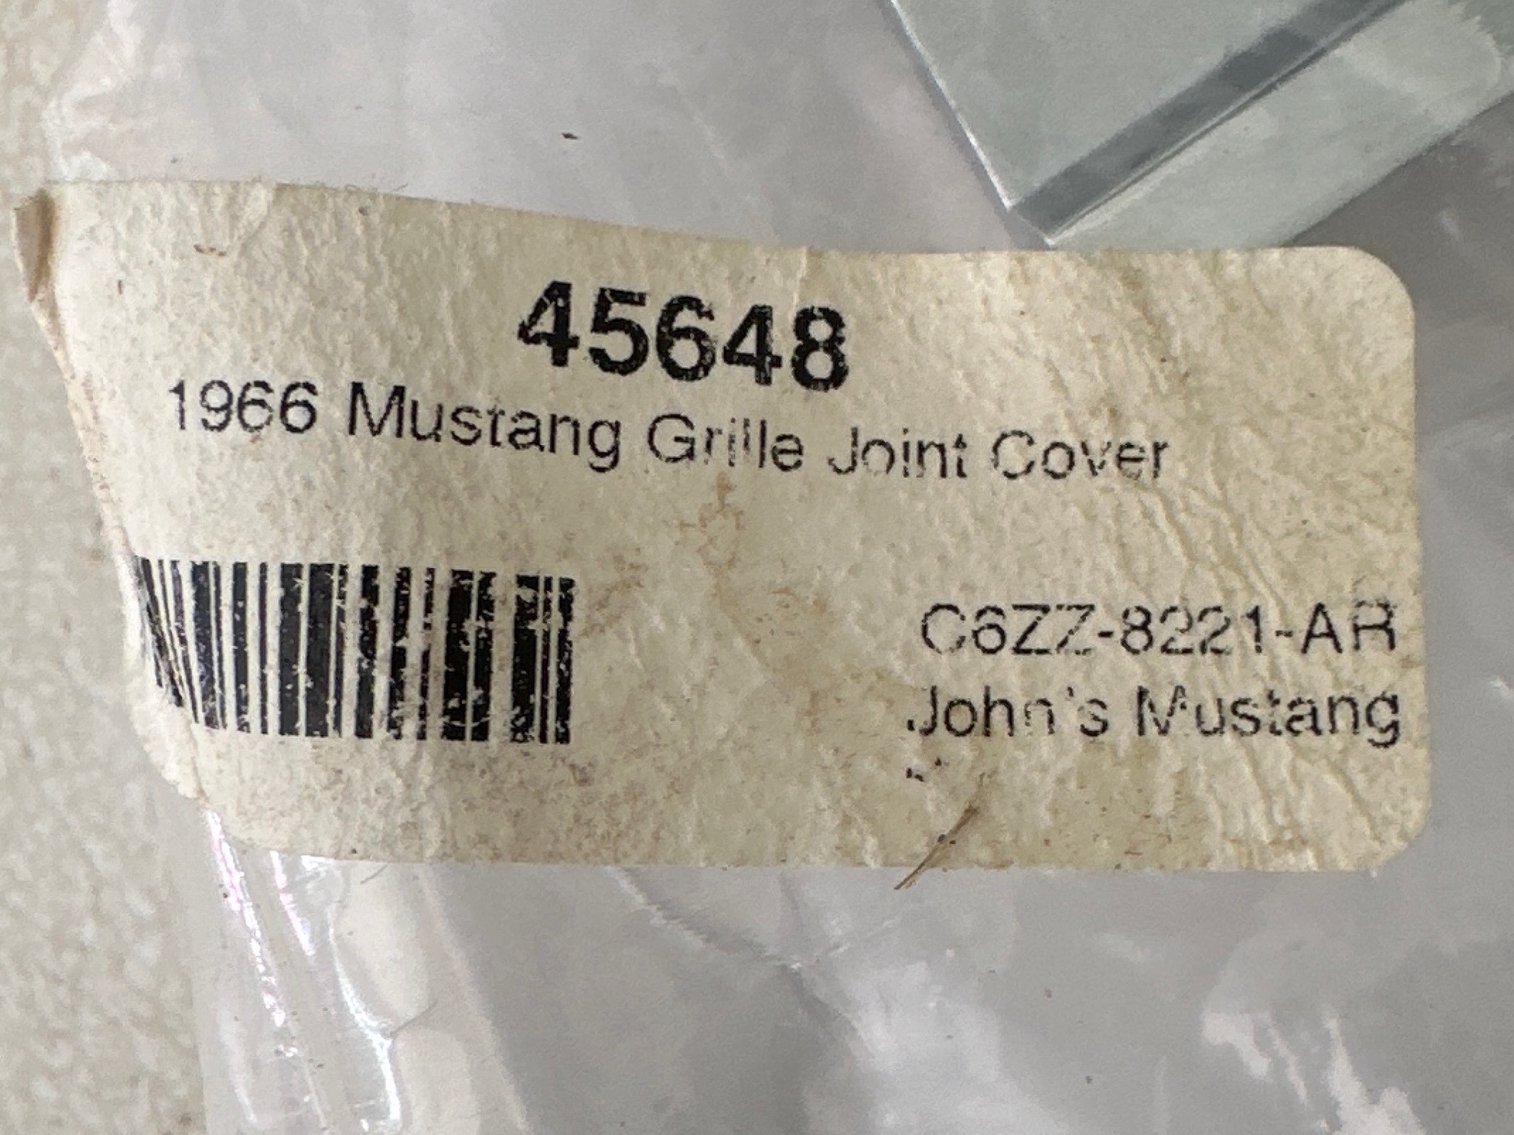 45648
1966 Mustang Grille Joint Cover
C6ZZ-8221-AR
John's Mustang